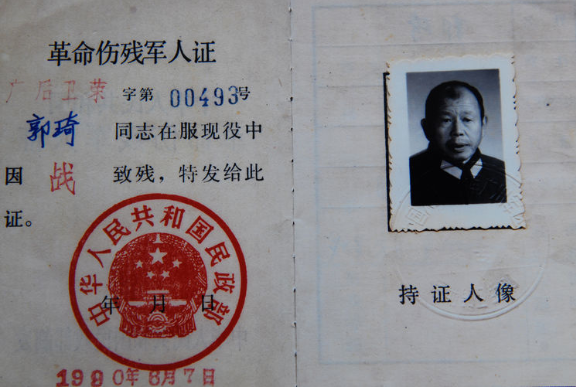 革命伤残军人证
广后卫荣 字第 00493号
郭琦 同志在服现役中
因 战 致残，特发给此
证。
中华人民共和国民政部
年 月 日
1990年8月7日
持证人像